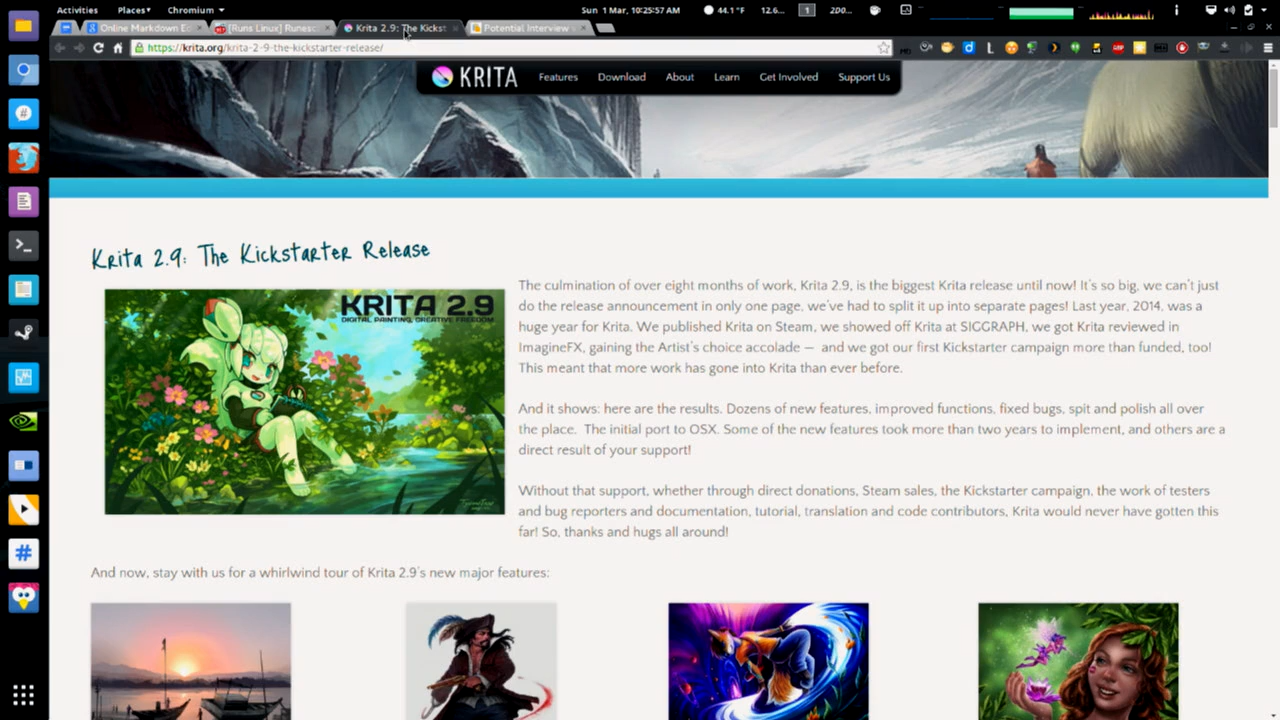 Activities Places Chromium Sun 1 Mar, 10:25:57 AM 44.1 °F 12.6... 1 200...
Online Markdown Ed [Runs Linux] Runesc Krita 2.9: The Kickst Potential Interview
https://krita.org/krita-2-9-the-kickstarter-release/
KRITA Features Download About Learn Get Involved Support Us
Krita 2.9: The Kickstarter Release
KRITA 2.9
DIGITAL PAINTING, CREATIVE FREEDOM
The culmination of over eight months of work, Krita 2.9, is the biggest Krita release until now! It's so big, we can't just
do the release announcement in only one page, we had to split it up into separate pages! Last year, 2014, was a
huge year for Krita. We published Krita on Steam, we showed off Krita at SIGGRAPH, we got Krita reviewed in
ImagineFX, gaining the Artist's choice accolade — and we got our first Kickstarter campaign more than funded, too!
This meant that more work has gone into Krita than ever before.
And it shows: here are the results. Dozens of new features, improved functions, fixed bugs, spit and polish all over
the place. The initial port to OSX. Some of the new features took more than two years to implement, and others are a
direct result of your support!
Without that support, whether through direct donations, Steam sales, the Kickstarter campaign, the work of testers
and bug reporters and documentation, tutorial, translation and code contributors, Krita would never have gotten this
far! So, thanks and hugs all around!
And now, stay with us for a whirlwind tour of Krita 2.9's new major features: